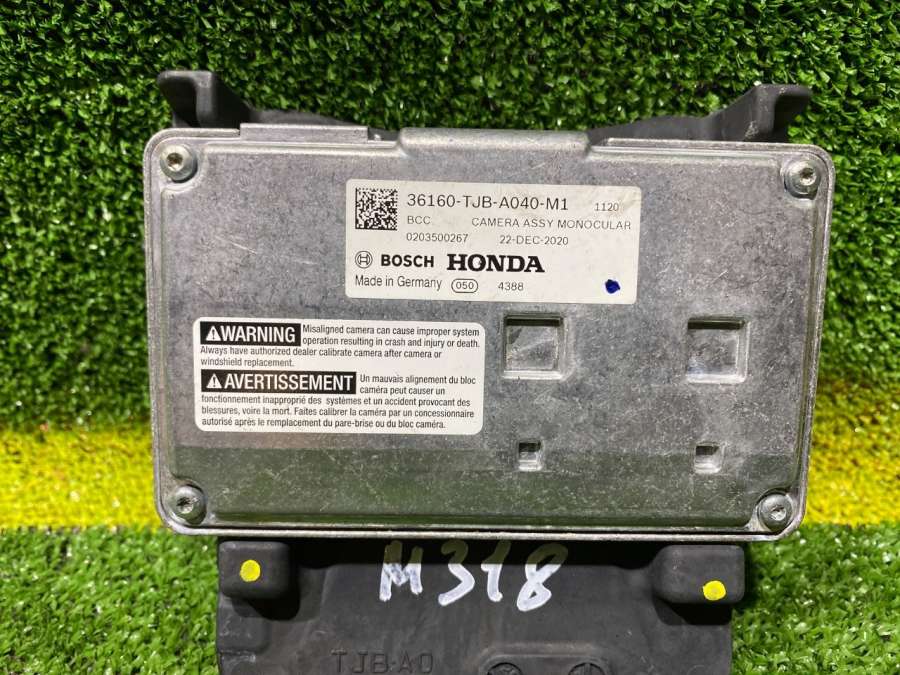 36160-TJB-A040-M1 1120
BCC CAMERA ASSY MONOCULAR
0203500267 22-DEC-2020
BOSCH HONDA
Made in Germany 050 4388
WARNING Misaligned camera can cause improper system
operation resulting in crash and injury or death.
Always have authorized dealer calibrate camera after camera or
windshield replacement.
AVERTISSEMENT Un mauvais alignement du bloc
caméra peut causer un
fonctionnement inapproprié des systèmes et un accident provocant des
blessures, voire la mort. Faites calibrer la caméra par un concessionnaire
autorisé après le remplacement du pare-brise ou du bloc caméra.
M318
TJB-A0